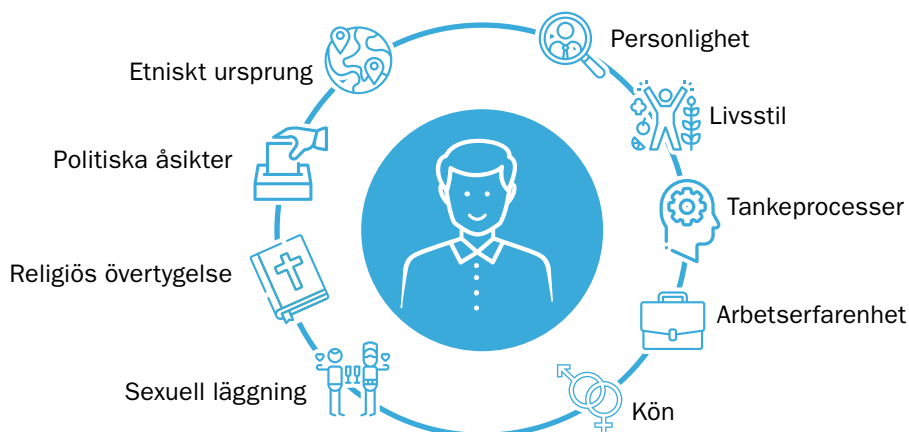 Personlighet
Etniskt ursprung
Livsstil
Politiska åsikter
Tankeprocesser
Religiös övertygelse
Arbetserfarenhet
Sexuell läggning
Kön